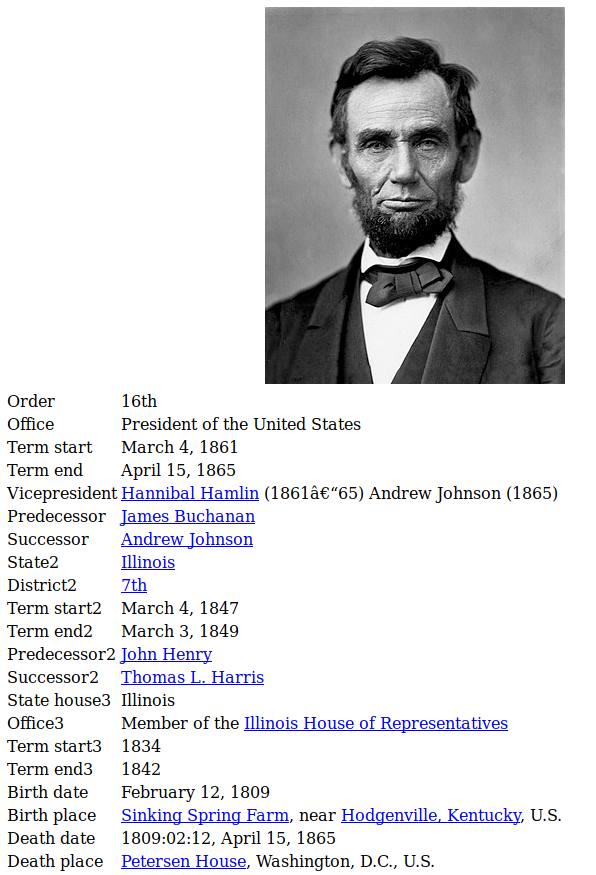 Order 16th
Office President of the United States
Term start March 4, 1861
Term end April 15, 1865
Vicepresident Hannibal Hamlin (1861â€“65) Andrew Johnson (1865)
Predecessor James Buchanan
Successor Andrew Johnson
State2 Illinois
District2 7th
Term start2 March 4, 1847
Term end2 March 3, 1849
Predecessor2 John Henry
Successor2 Thomas L. Harris
State house3 Illinois
Office3 Member of the Illinois House of Representatives
Term start3 1834
Term end3 1842
Birth date February 12, 1809
Birth place Sinking Spring Farm, near Hodgenville, Kentucky, U.S.
Death date 1809:02:12, April 15, 1865
Death place Petersen House, Washington, D.C., U.S.